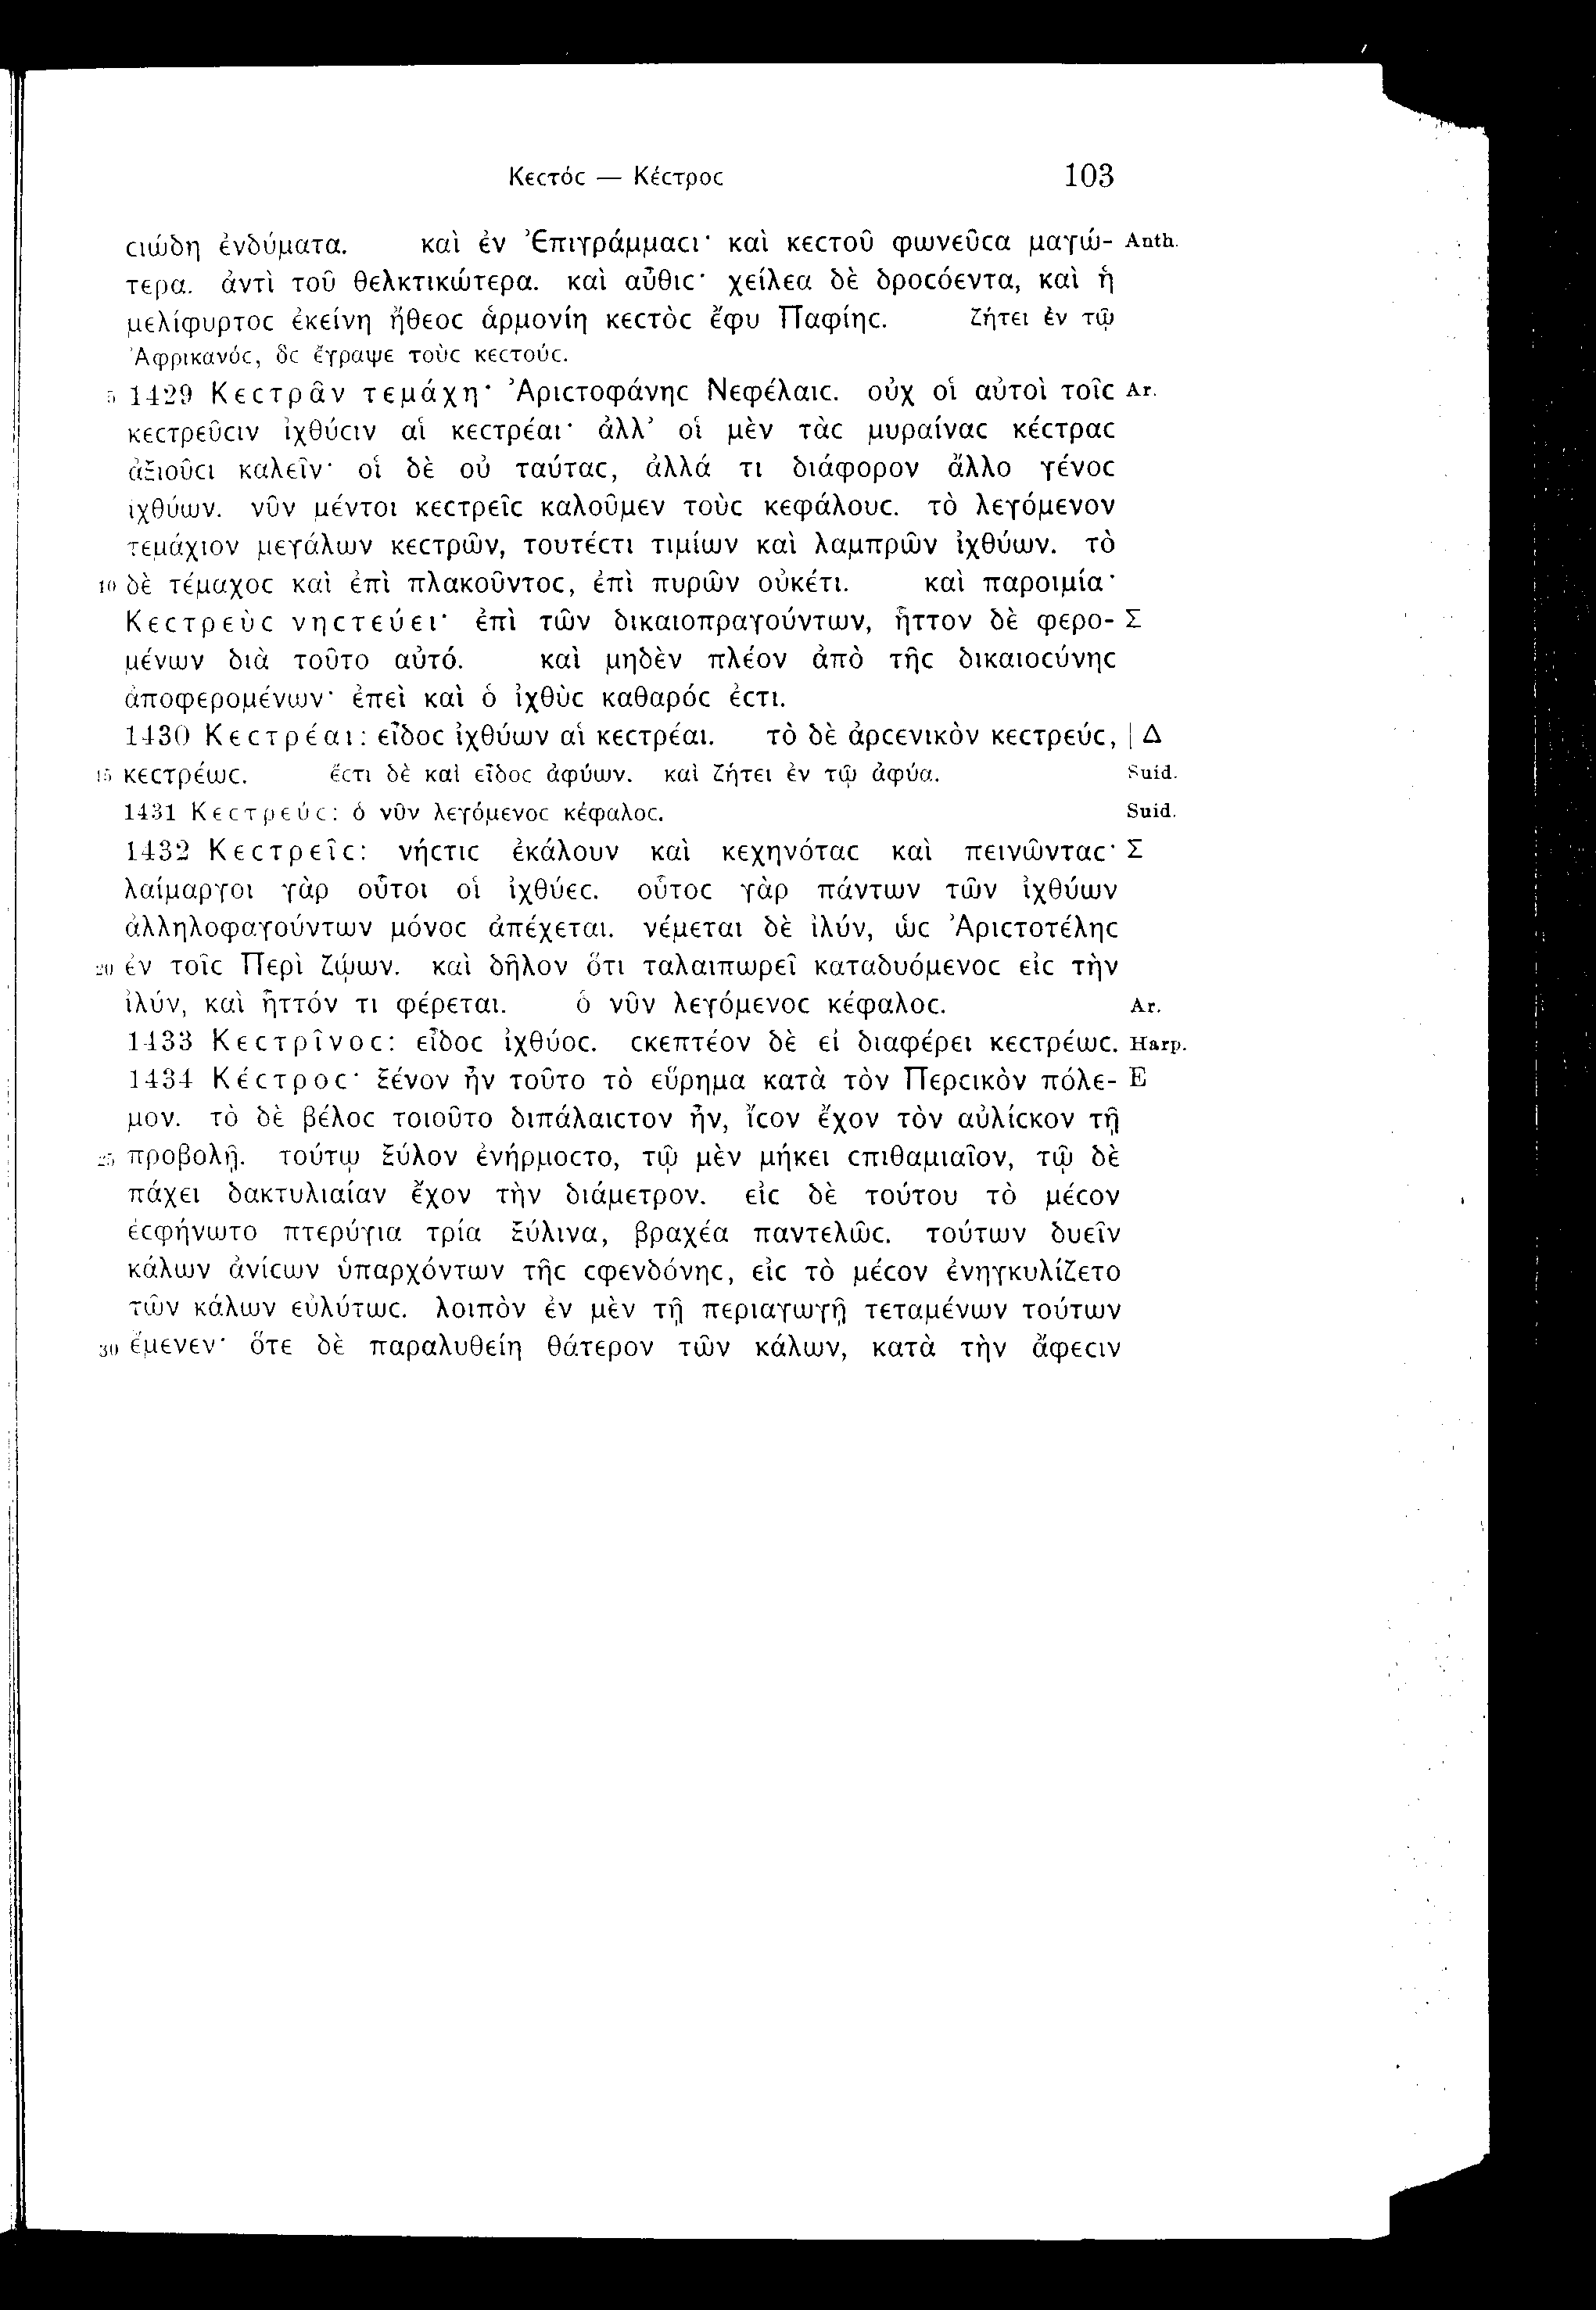 Κεϲτόϲ — Κέϲτροϲ 103
ϲιώδη ἐνδύματα. καὶ ἐν Ἐπιγράμμαϲι· καὶ κεϲτοῦ φωνεῦϲα μαγώ- Anth.
τερα. ἀντὶ τοῦ θελκτικώτερα. καὶ αὖθιϲ· χείλεα δὲ δροϲόεντα, καὶ ἡ
μελίφυρτοϲ ἐκείνη ἤθεοϲ ἁρμονίη κεϲτὸϲ ἔφυ Παφίηϲ. ζήτει ἐν τῷ
Ἀφρικανόϲ, ὃϲ ἔγραψε τοὺϲ κεϲτούϲ.
5 1429 Κεϲτρᾶν τεμάχη· Ἀριϲτοφάνηϲ Νεφέλαιϲ. οὐχ οἱ αὐτοὶ τοῖϲ Ar.
κεϲτρεῦϲιν ἰχθύϲιν αἱ κεϲτρέαι· ἀλλ’ οἱ μὲν τὰϲ μυραίναϲ κέϲτραϲ
ἀξιοῦϲι καλεῖν· οἱ δὲ οὐ ταύταϲ, ἀλλά τι διάφορον ἄλλο γένοϲ
ἰχθύων. νῦν μέντοι κεϲτρεῖϲ καλοῦμεν τοὺϲ κεφάλουϲ. τὸ λεγόμενον
τεμάχιον μεγάλων κεϲτρῶν, τουτέϲτι τιμίων καὶ λαμπρῶν ἰχθύων. τὸ
10 δὲ τέμαχοϲ καὶ ἐπὶ πλακοῦντοϲ, ἐπὶ πυρῶν οὐκέτι. καὶ παροιμία·
Κεϲτρεὺϲ νηϲτεύει· ἐπὶ τῶν δικαιοπραγούντων, ἧττον δὲ φερο- Σ
μένων διὰ τοῦτο αὐτό. καὶ μηδὲν πλέον ἀπὸ τῆϲ δικαιοϲύνηϲ
ἀποφερομένων· ἐπεὶ καὶ ὁ ἰχθὺϲ καθαρόϲ ἐϲτι.
1430 Κεϲτρέαι: εἶδοϲ ἰχθύων αἱ κεϲτρέαι. τὸ δὲ ἀρϲενικὸν κεϲτρεύϲ, | Δ
15 κεϲτρέωϲ. ἔϲτι δὲ καὶ εἶδοϲ ἀφύων. καὶ ζήτει ἐν τῷ ἀφύα. Suid.
1431 Κεϲτρεύϲ: ὁ νῦν λεγόμενοϲ κέφαλοϲ. Suid.
1432 Κεϲτρεῖϲ: νήϲτιϲ ἐκάλουν καὶ κεχηνόταϲ καὶ πεινῶνταϲ· Σ
λαίμαργοι γὰρ οὗτοι οἱ ἰχθύεϲ. οὗτοϲ γὰρ πάντων τῶν ἰχθύων
ἀλληλοφαγούντων μόνοϲ ἀπέχεται. νέμεται δὲ ἰλύν, ὡϲ Ἀριϲτοτέληϲ
20 ἐν τοῖϲ Περὶ ζῴων. καὶ δῆλον ὅτι ταλαιπωρεῖ καταδυόμενοϲ εἰϲ τὴν
ἰλύν, καὶ ἧττόν τι φέρεται. ὁ νῦν λεγόμενοϲ κέφαλοϲ. Ar.
1433 Κεϲτρῖνοϲ: εἶδοϲ ἰχθύοϲ. ϲκεπτέον δὲ εἰ διαφέρει κεϲτρέωϲ. Harp.
1434 Κέϲτροϲ· ξένον ἦν τοῦτο τὸ εὕρημα κατὰ τὸν Περϲικὸν πόλε- E
μον. τὸ δὲ βέλοϲ τοιοῦτο διπάλαιϲτον ἦν, ἴϲον ἔχον τὸν αὐλίϲκον τῇ
25 προβολῇ. τούτῳ ξύλον ἐνήρμοϲτο, τῷ μὲν μήκει ϲπιθαμιαῖον, τῷ δὲ
πάχει δακτυλιαίαν ἔχον τὴν διάμετρον. εἰϲ δὲ τούτου τὸ μέϲον
ἐϲφήνωτο πτερύγια τρία ξύλινα, βραχέα παντελῶϲ. τούτων δυεῖν
κάλων ἀνίϲων ὑπαρχόντων τῆϲ ϲφενδόνηϲ, εἰϲ τὸ μέϲον ἐνηγκυλίζετο
τῶν κάλων εὐλύτωϲ. λοιπὸν ἐν μὲν τῇ περιαγωγῇ τεταμένων τούτων
30 ἔμενεν· ὅτε δὲ παραλυθείη θάτερον τῶν κάλων, κατὰ τὴν ἄφεϲιν